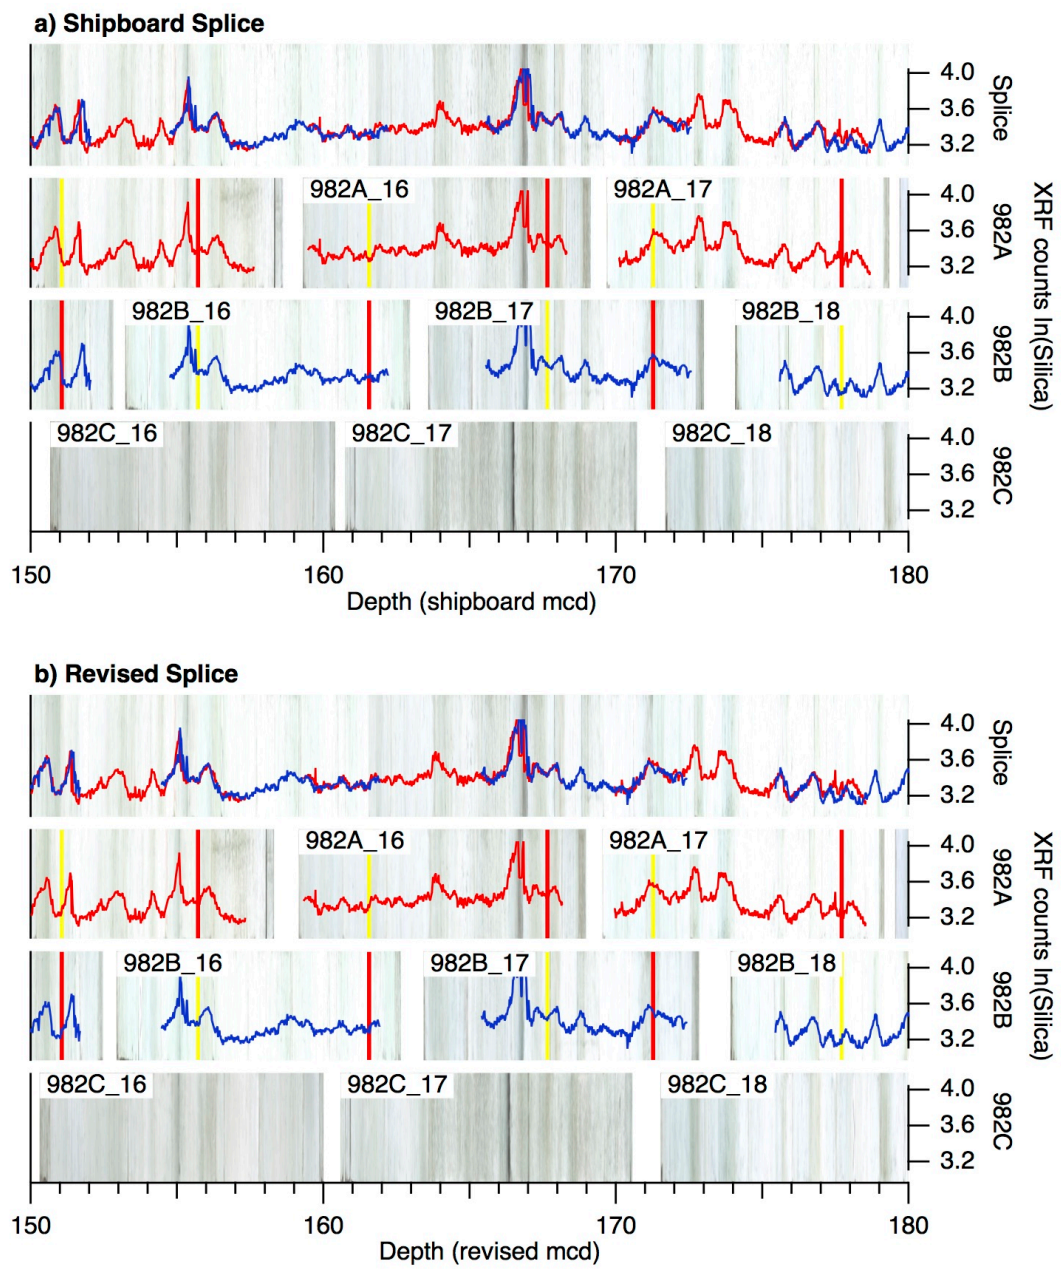 a) Shipboard Splice
4.0
3.6
3.2
Splice
982A_16
982A_17
4.0
3.6
3.2
982A
982B_16
982B_17
982B_18
4.0
3.6
3.2
982B
982C_16
982C_17
982C_18
4.0
3.6
3.2
982C
XRF counts ln(Silica)
150
160
170
180
Depth (shipboard mcd)
b) Revised Splice
4.0
3.6
3.2
Splice
982A_16
982A_17
4.0
3.6
3.2
982A
982B_16
982B_17
982B_18
4.0
3.6
3.2
982B
982C_16
982C_17
982C_18
4.0
3.6
3.2
982C
XRF counts ln(Silica)
150
160
170
180
Depth (revised mcd)